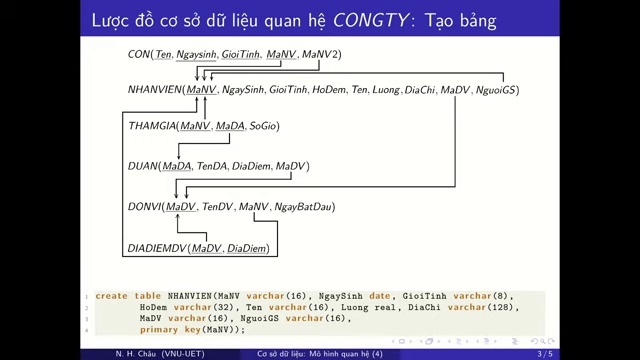 Lược đồ cơ sở dữ liệu quan hệ CONGTY: Tạo bảng
CON(Ten, Ngaysinh, GioiTinh, MaNV, MaNV2)
NHANVIEN(MaNV, NgaySinh, GioiTinh, HoDem, Ten, Luong, DiaChi, MaDV, NguoiGS)
THAMGIA(MaNV, MaDA, SoGio)
DUAN(MaDA, TenDA, DiaDiem, MaDV)
DONVI(MaDV, TenDV, MaNV, NgayBatDau)
DIADIEMDV(MaDV, DiaDiem)
1 create table NHANVIEN(MaNV varchar(16), NgaySinh date, GioiTinh varchar(8),
2 HoDem varchar(32), Ten varchar(16), Luong real, DiaChi varchar(128),
3 MaDV varchar(16), NguoiGS varchar(16),
4 primary key(MaNV));
N. H. Châu (VNU-UET) Cơ sở dữ liệu: Mô hình quan hệ (4) 3/5